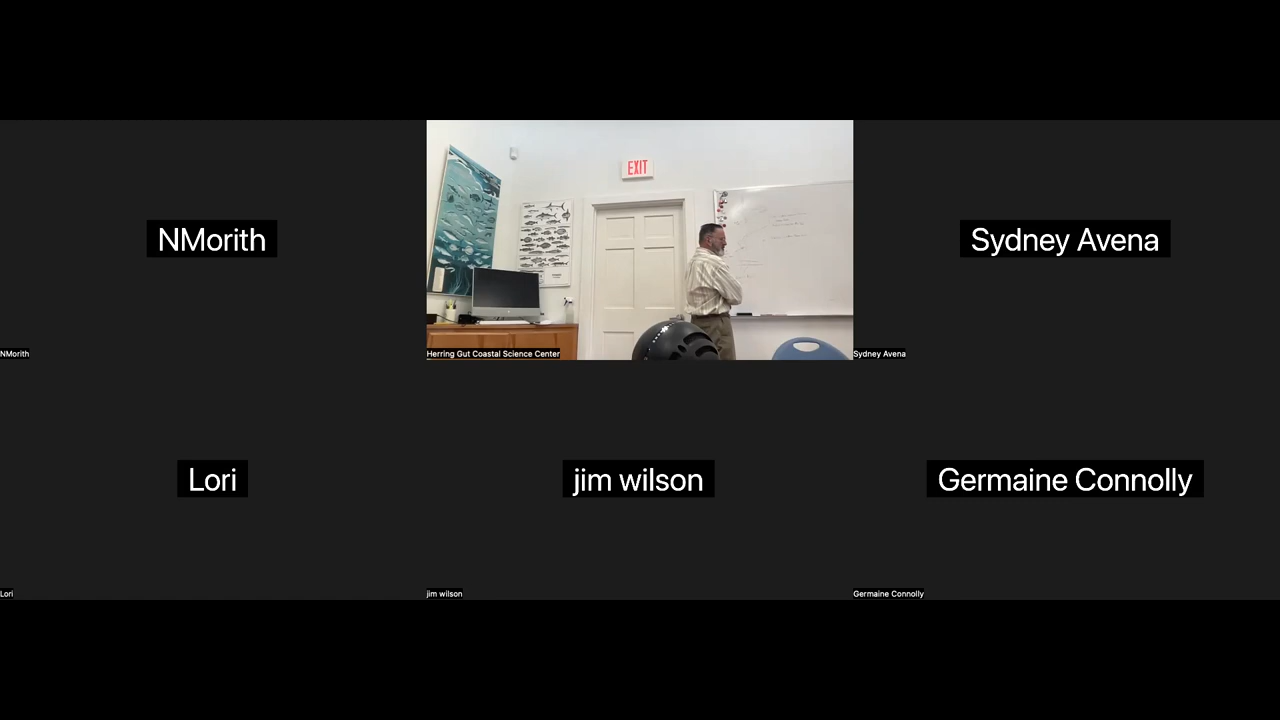 NMorith
NMorith
EXIT
Herring Gut Coastal Science Center
Sydney Avena
Sydney Avena
Lori
Lori
jim wilson
jim wilson
Germaine Connolly
Germaine Connolly